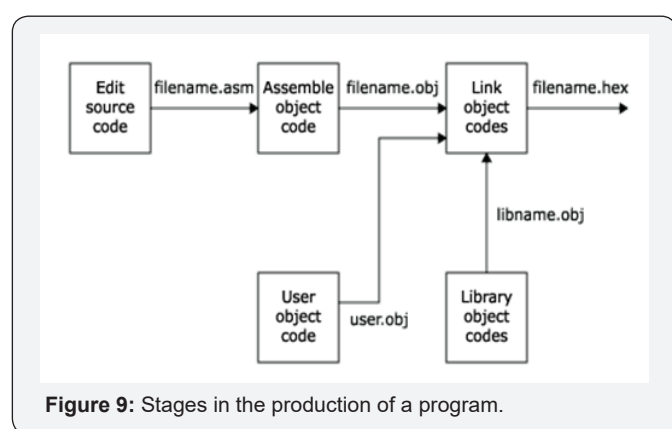 Edit
source
code
filename.asm
Assemble
object
code
filename.obj
Link
object
codes
filename.hex
libname.obj
User
object
code
user.obj
Library
object
codes
Figure 9: Stages in the production of a program.